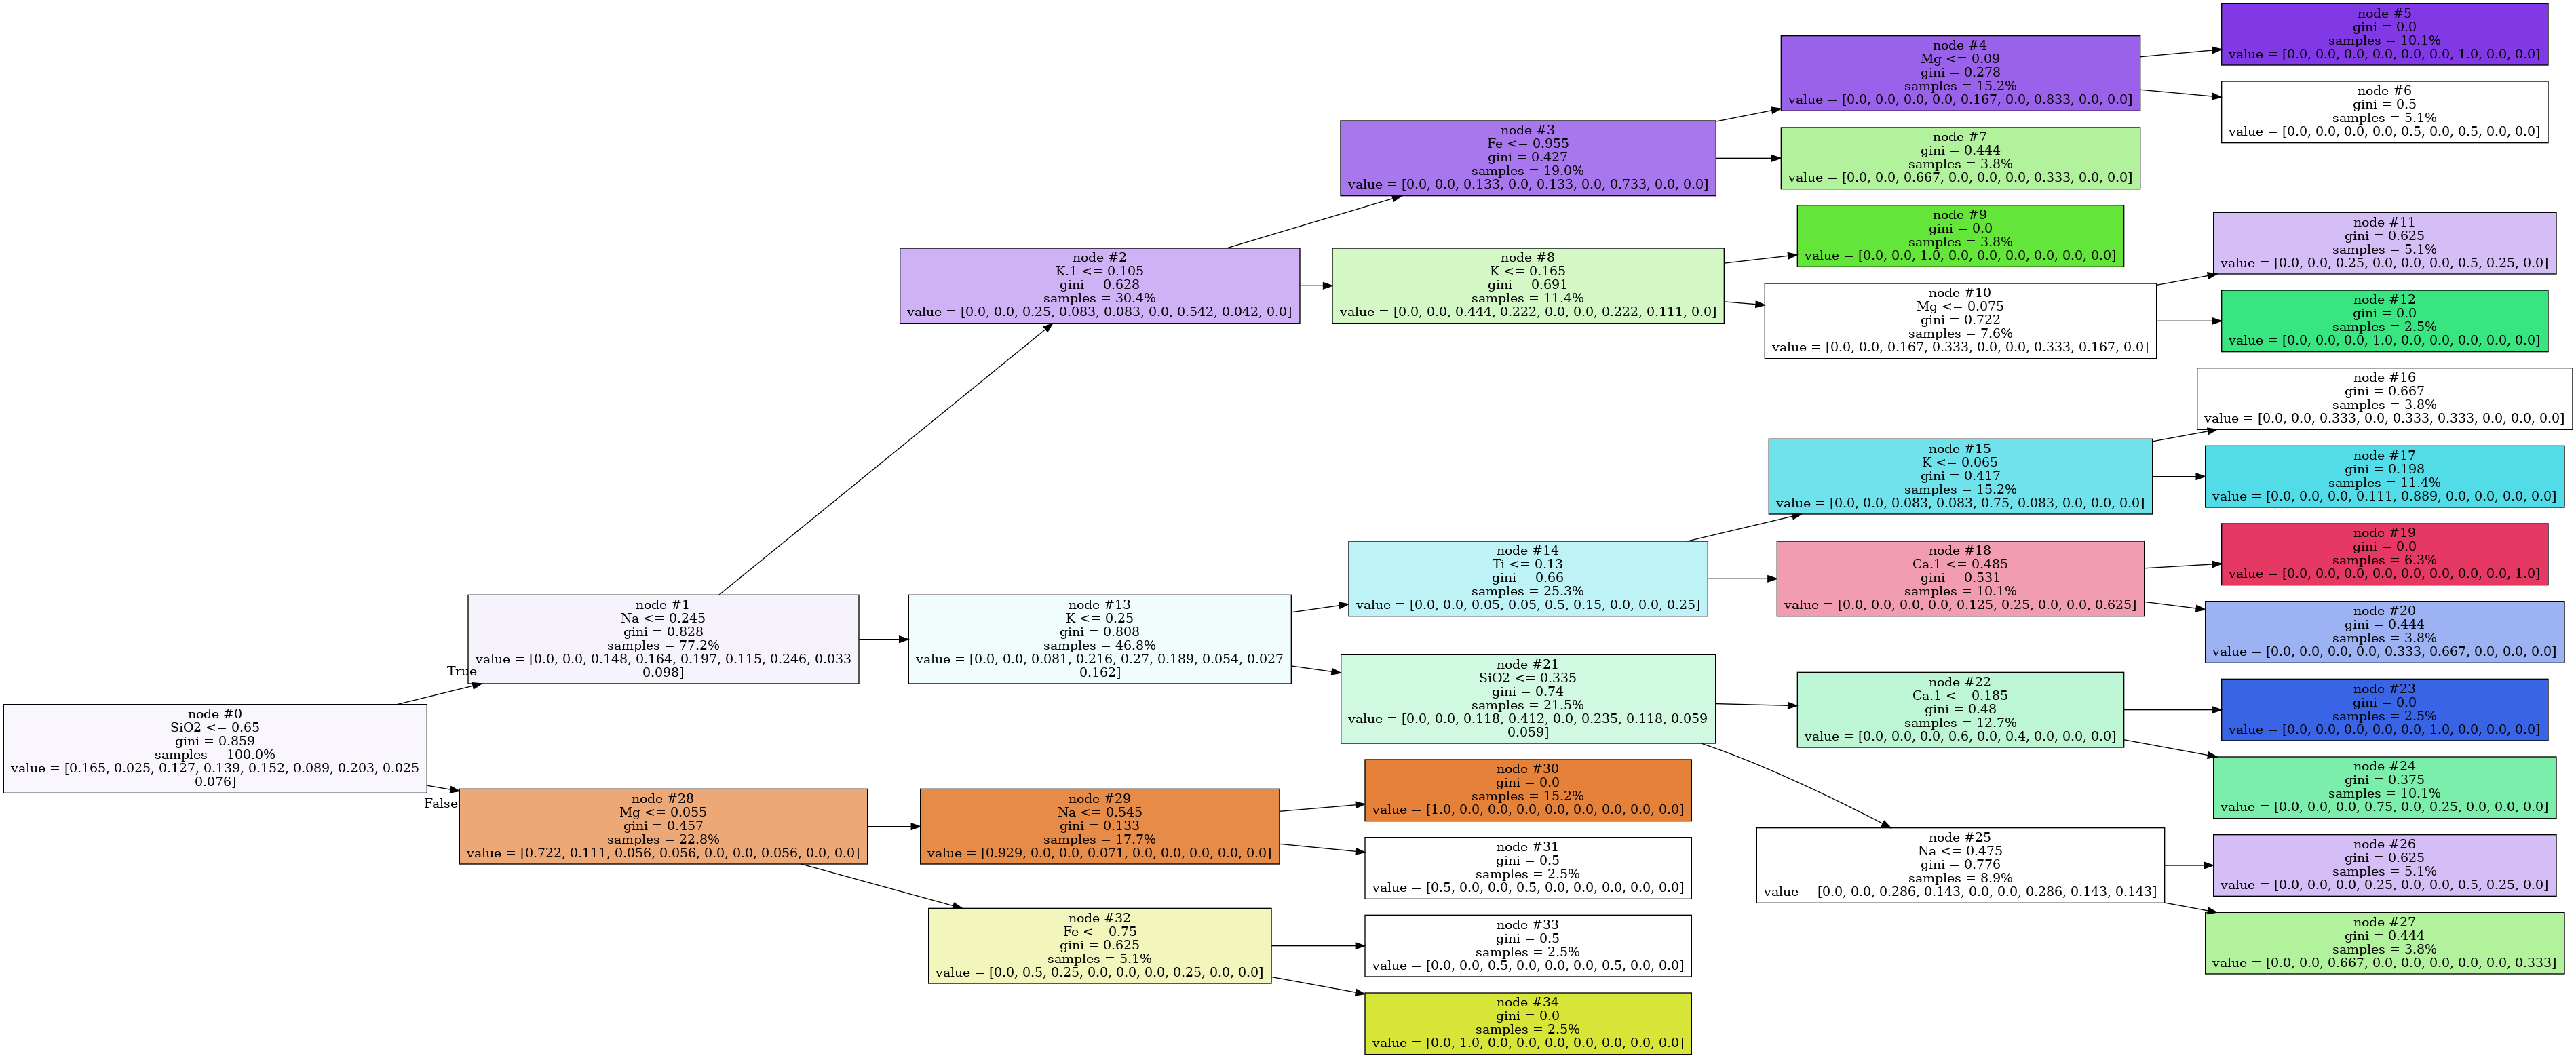 node #0
SiO2 <= 0.65
gini = 0.859
samples = 100.0%
value = [0.165, 0.025, 0.127, 0.139, 0.152, 0.089, 0.203, 0.025
0.076]
True
False
node #1
Na <= 0.245
gini = 0.828
samples = 77.2%
value = [0.0, 0.0, 0.148, 0.164, 0.197, 0.115, 0.246, 0.033
0.098]
node #2
K.1 <= 0.105
gini = 0.628
samples = 30.4%
value = [0.0, 0.0, 0.25, 0.083, 0.083, 0.0, 0.542, 0.042, 0.0]
node #3
Fe <= 0.955
gini = 0.427
samples = 19.0%
value = [0.0, 0.0, 0.133, 0.0, 0.133, 0.0, 0.733, 0.0, 0.0]
node #4
Mg <= 0.09
gini = 0.278
samples = 15.2%
value = [0.0, 0.0, 0.0, 0.0, 0.167, 0.0, 0.833, 0.0, 0.0]
node #5
gini = 0.0
samples = 10.1%
value = [0.0, 0.0, 0.0, 0.0, 0.0, 0.0, 1.0, 0.0, 0.0]
node #6
gini = 0.5
samples = 5.1%
value = [0.0, 0.0, 0.0, 0.0, 0.5, 0.0, 0.5, 0.0, 0.0]
node #7
gini = 0.444
samples = 3.8%
value = [0.0, 0.0, 0.667, 0.0, 0.0, 0.0, 0.333, 0.0, 0.0]
node #8
K <= 0.165
gini = 0.691
samples = 11.4%
value = [0.0, 0.0, 0.444, 0.222, 0.0, 0.0, 0.222, 0.111, 0.0]
node #9
gini = 0.0
samples = 3.8%
value = [0.0, 0.0, 1.0, 0.0, 0.0, 0.0, 0.0, 0.0, 0.0]
node #10
Mg <= 0.075
gini = 0.722
samples = 7.6%
value = [0.0, 0.0, 0.167, 0.333, 0.0, 0.0, 0.333, 0.167, 0.0]
node #11
gini = 0.625
samples = 5.1%
value = [0.0, 0.0, 0.25, 0.0, 0.0, 0.0, 0.5, 0.25, 0.0]
node #12
gini = 0.0
samples = 2.5%
value = [0.0, 0.0, 0.0, 1.0, 0.0, 0.0, 0.0, 0.0, 0.0]
node #13
K <= 0.25
gini = 0.808
samples = 46.8%
value = [0.0, 0.0, 0.081, 0.216, 0.27, 0.189, 0.054, 0.027
0.162]
node #14
Ti <= 0.13
gini = 0.66
samples = 25.3%
value = [0.0, 0.0, 0.05, 0.05, 0.5, 0.15, 0.0, 0.0, 0.25]
node #15
K <= 0.065
gini = 0.417
samples = 15.2%
value = [0.0, 0.0, 0.083, 0.083, 0.75, 0.083, 0.0, 0.0, 0.0]
node #16
gini = 0.667
samples = 3.8%
value = [0.0, 0.0, 0.333, 0.0, 0.333, 0.333, 0.0, 0.0, 0.0]
node #17
gini = 0.198
samples = 11.4%
value = [0.0, 0.0, 0.0, 0.111, 0.889, 0.0, 0.0, 0.0, 0.0]
node #18
Ca.1 <= 0.485
gini = 0.531
samples = 10.1%
value = [0.0, 0.0, 0.0, 0.0, 0.125, 0.25, 0.0, 0.0, 0.625]
node #19
gini = 0.0
samples = 6.3%
value = [0.0, 0.0, 0.0, 0.0, 0.0, 0.0, 0.0, 0.0, 1.0]
node #20
gini = 0.444
samples = 3.8%
value = [0.0, 0.0, 0.0, 0.0, 0.333, 0.667, 0.0, 0.0, 0.0]
node #21
SiO2 <= 0.335
gini = 0.74
samples = 21.5%
value = [0.0, 0.0, 0.118, 0.412, 0.0, 0.235, 0.118, 0.059
0.059]
node #22
Ca.1 <= 0.185
gini = 0.48
samples = 12.7%
value = [0.0, 0.0, 0.0, 0.6, 0.0, 0.4, 0.0, 0.0, 0.0]
node #23
gini = 0.0
samples = 2.5%
value = [0.0, 0.0, 0.0, 0.0, 0.0, 1.0, 0.0, 0.0, 0.0]
node #24
gini = 0.375
samples = 10.1%
value = [0.0, 0.0, 0.0, 0.75, 0.0, 0.25, 0.0, 0.0, 0.0]
node #25
Na <= 0.475
gini = 0.776
samples = 8.9%
value = [0.0, 0.0, 0.286, 0.143, 0.0, 0.0, 0.286, 0.143, 0.143]
node #26
gini = 0.625
samples = 5.1%
value = [0.0, 0.0, 0.0, 0.25, 0.0, 0.0, 0.5, 0.25, 0.0]
node #27
gini = 0.444
samples = 3.8%
value = [0.0, 0.0, 0.667, 0.0, 0.0, 0.0, 0.0, 0.0, 0.333]
node #28
Mg <= 0.055
gini = 0.457
samples = 22.8%
value = [0.722, 0.111, 0.056, 0.056, 0.0, 0.0, 0.056, 0.0, 0.0]
node #29
Na <= 0.545
gini = 0.133
samples = 17.7%
value = [0.929, 0.0, 0.0, 0.071, 0.0, 0.0, 0.0, 0.0, 0.0]
node #30
gini = 0.0
samples = 15.2%
value = [1.0, 0.0, 0.0, 0.0, 0.0, 0.0, 0.0, 0.0, 0.0]
node #31
gini = 0.5
samples = 2.5%
value = [0.5, 0.0, 0.0, 0.5, 0.0, 0.0, 0.0, 0.0, 0.0]
node #32
Fe <= 0.75
gini = 0.625
samples = 5.1%
value = [0.0, 0.5, 0.25, 0.0, 0.0, 0.0, 0.25, 0.0, 0.0]
node #33
gini = 0.5
samples = 2.5%
value = [0.0, 0.0, 0.5, 0.0, 0.0, 0.0, 0.5, 0.0, 0.0]
node #34
gini = 0.0
samples = 2.5%
value = [0.0, 1.0, 0.0, 0.0, 0.0, 0.0, 0.0, 0.0, 0.0]